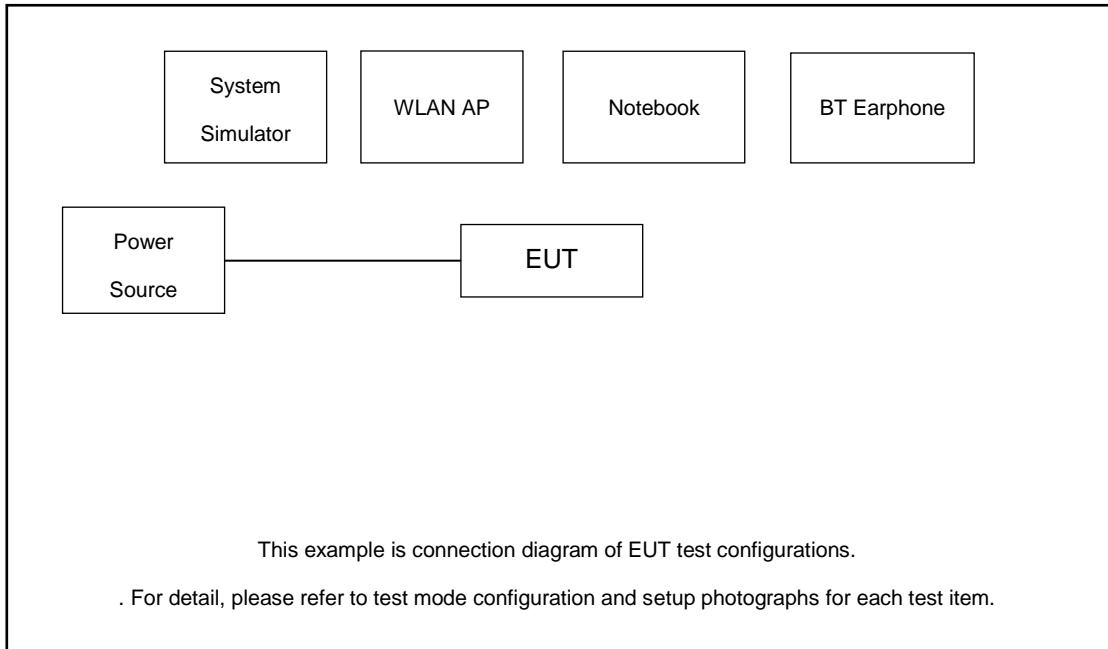 System
Simulator
WLAN AP
Notebook
BT Earphone
Power
Source
EUT
This example is connection diagram of EUT test configurations.
. For detail, please refer to test mode configuration and setup photographs for each test item.